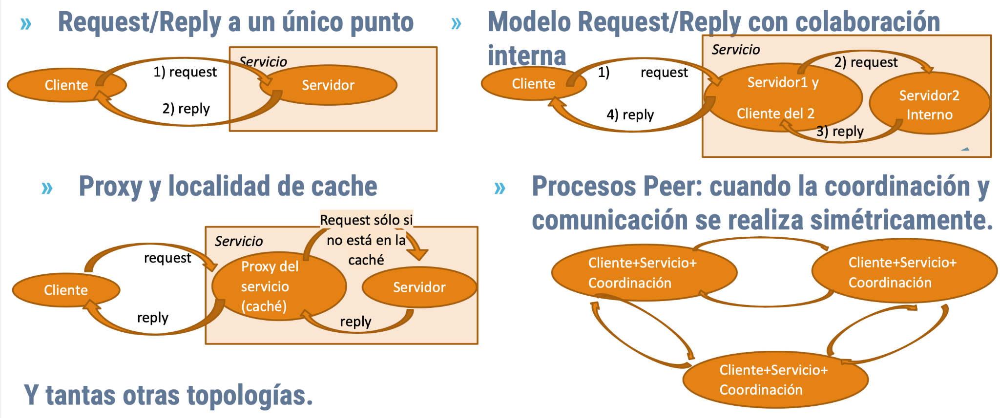 » Request/Reply a un único punto
Servicio
Cliente
1) request
Servidor
2) reply
» Modelo Request/Reply con colaboración
interna
Servicio
2) request
Cliente
1) request
Servidor1 y
Cliente del 2
Servidor2
Interno
4) reply
3) reply
» Proxy y localidad de cache
Request sólo si
no está en la
caché
Servicio
request
Proxy del
servicio
(caché)
Cliente
Servidor
reply
reply
» Procesos Peer: cuando la coordinación y
comunicación se realiza simétricamente.
Cliente+Servicio+
Coordinación
Cliente+Servicio+
Coordinación
Cliente+Servicio+
Coordinación
Y tantas otras topologías.